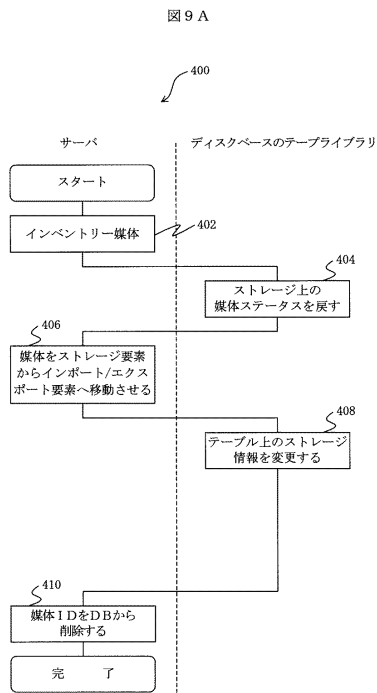 図９Ａ
400
サーバ
ディスクベースのテープライブラリ
スタート
インベントリー媒体
402
404
ストレージ上の
媒体ステータスを戻す
406
媒体をストレージ要素
からインポート/エクス
ポート要素へ移動させる
408
テーブル上のストレージ
情報を変更する
410
媒体ＩＤをＤＢから
削除する
完 了